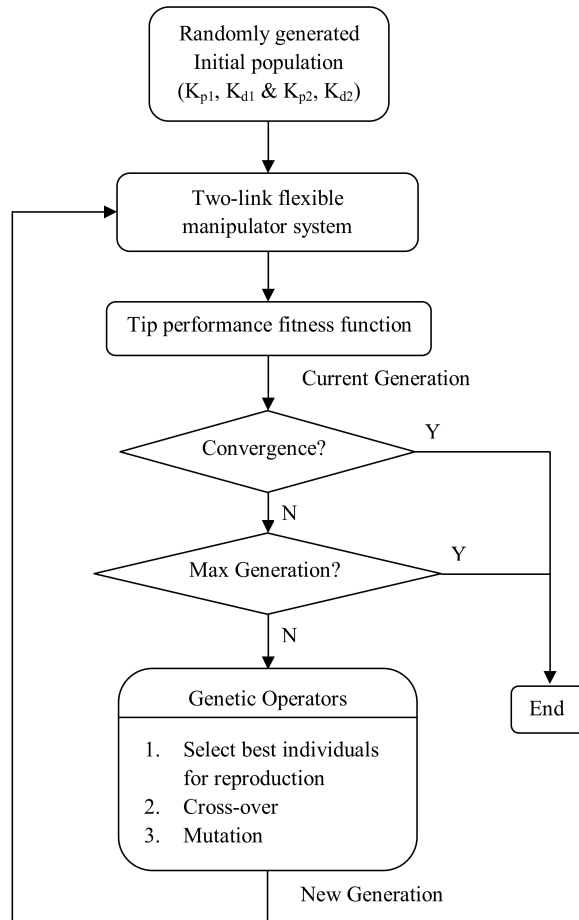 Randomly generated
Initial population
(Kp1, Kd1 & Kp2, Kd2)
Two-link flexible
manipulator system
Tip performance fitness function
Current Generation
Convergence?
Y
N
Max Generation?
Y
N
Genetic Operators
End
1. Select best individuals
for reproduction
2. Cross-over
3. Mutation
New Generation